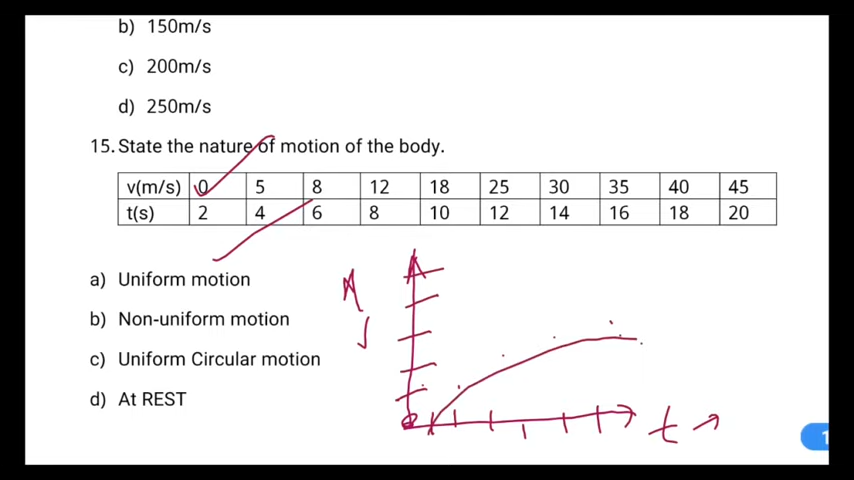 b) 150m/s
c) 200m/s
d) 250m/s
15. State the nature of motion of the body.
v(m/s) 0 5 8 12 18 25 30 35 40 45
t(s) 2 4 6 8 10 12 14 16 18 20
a) Uniform motion
b) Non-uniform motion
c) Uniform Circular motion
d) At REST
t
1